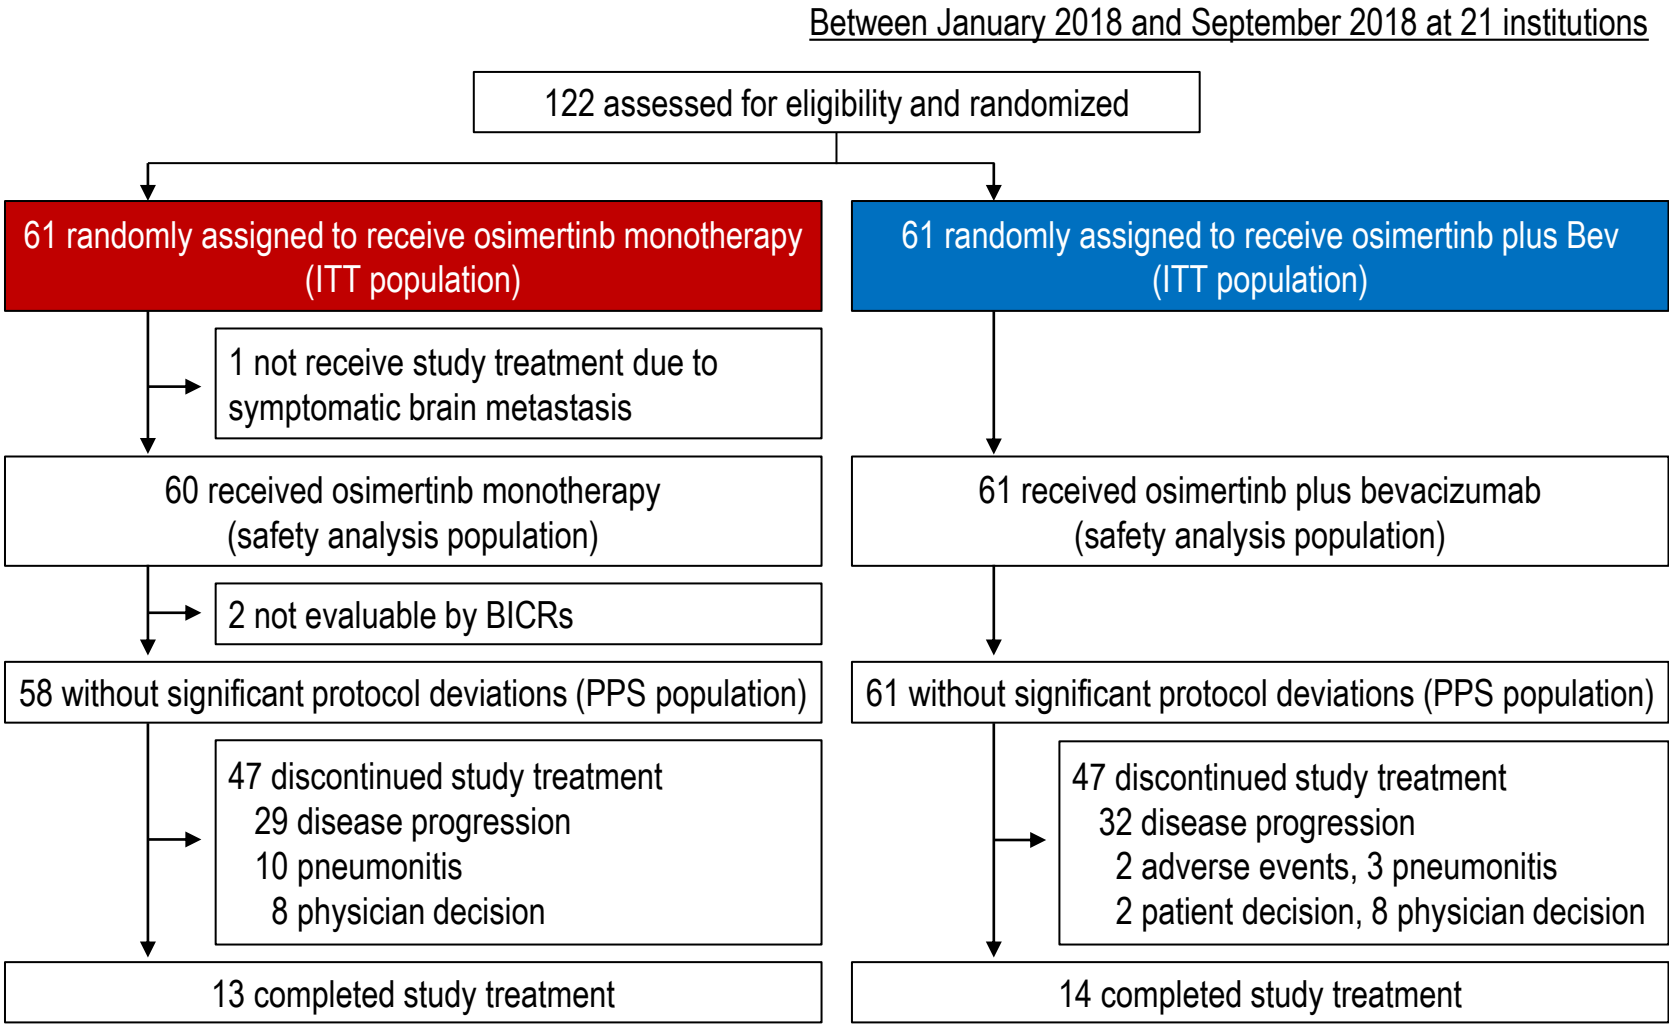 Between January 2018 and September 2018 at 21 institutions
122 assessed for eligibility and randomized
61 randomly assigned to receive osimertinb monotherapy
(ITT population)
61 randomly assigned to receive osimertinb plus Bev
(ITT population)
1 not receive study treatment due to
symptomatic brain metastasis
60 received osimertinb monotherapy
(safety analysis population)
61 received osimertinb plus bevacizumab
(safety analysis population)
2 not evaluable by BICRs
58 without significant protocol deviations (PPS population)
61 without significant protocol deviations (PPS population)
47 discontinued study treatment
29 disease progression
10 pneumonitis
8 physician decision
47 discontinued study treatment
32 disease progression
2 adverse events, 3 pneumonitis
2 patient decision, 8 physician decision
13 completed study treatment
14 completed study treatment